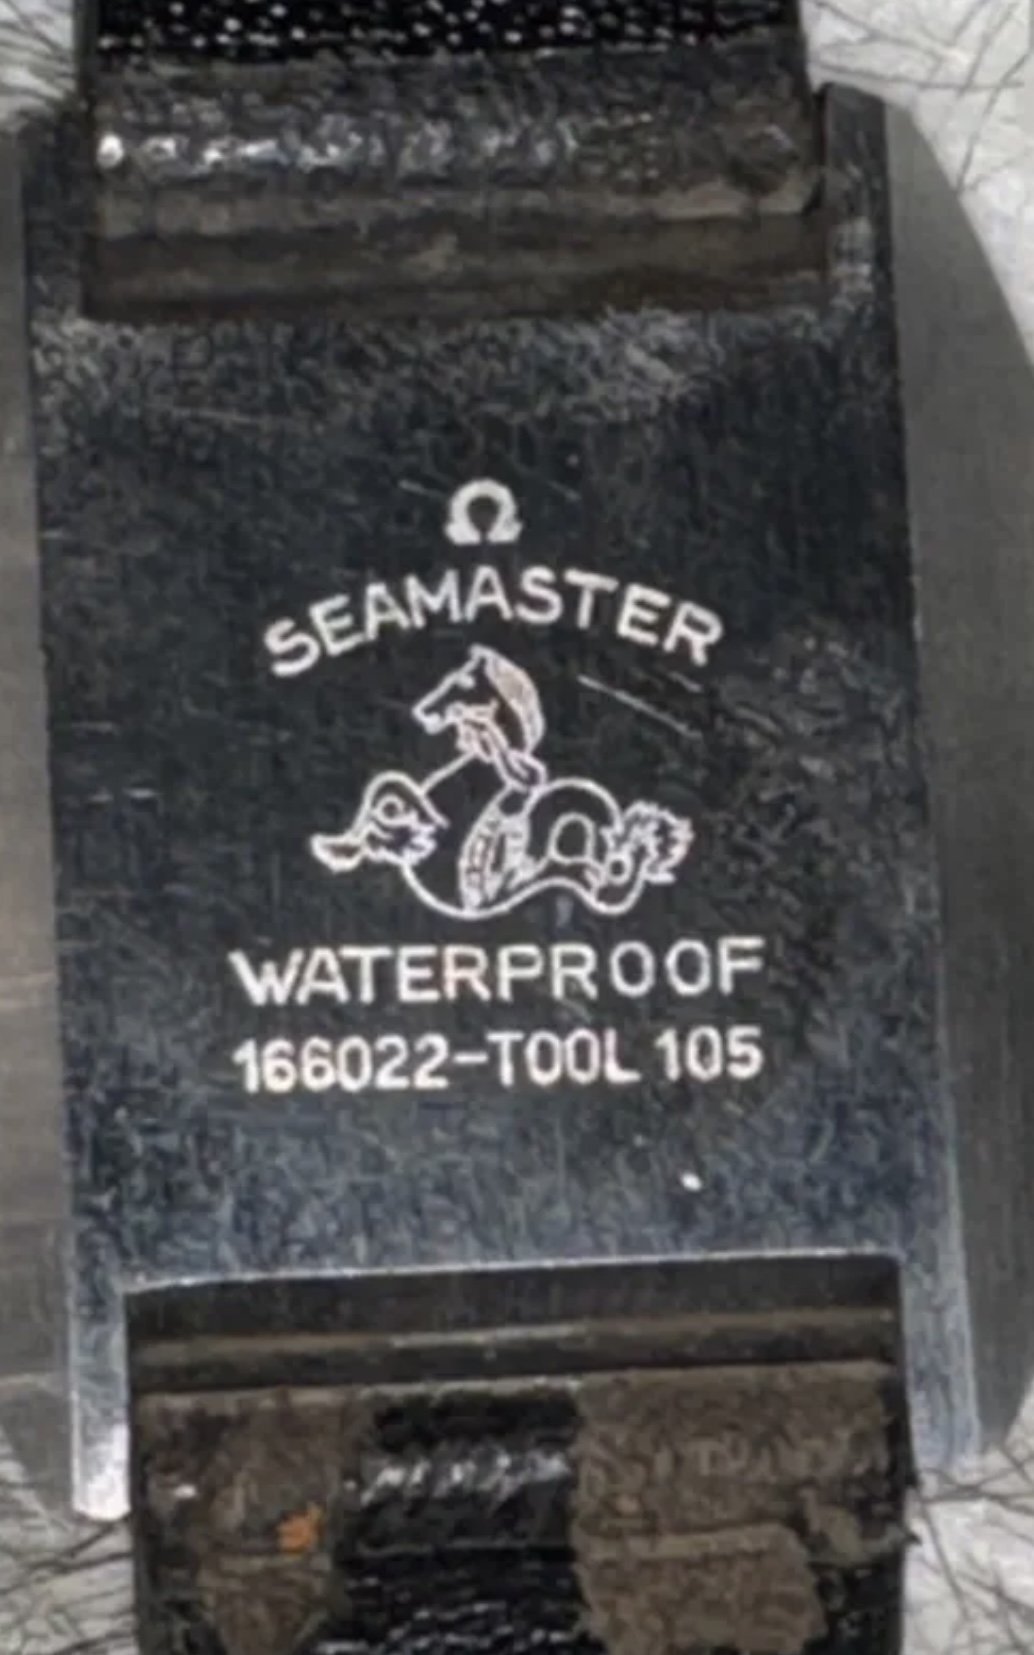 Ω
SEAMASTER
WATERPROOF
166022-TOOL 105